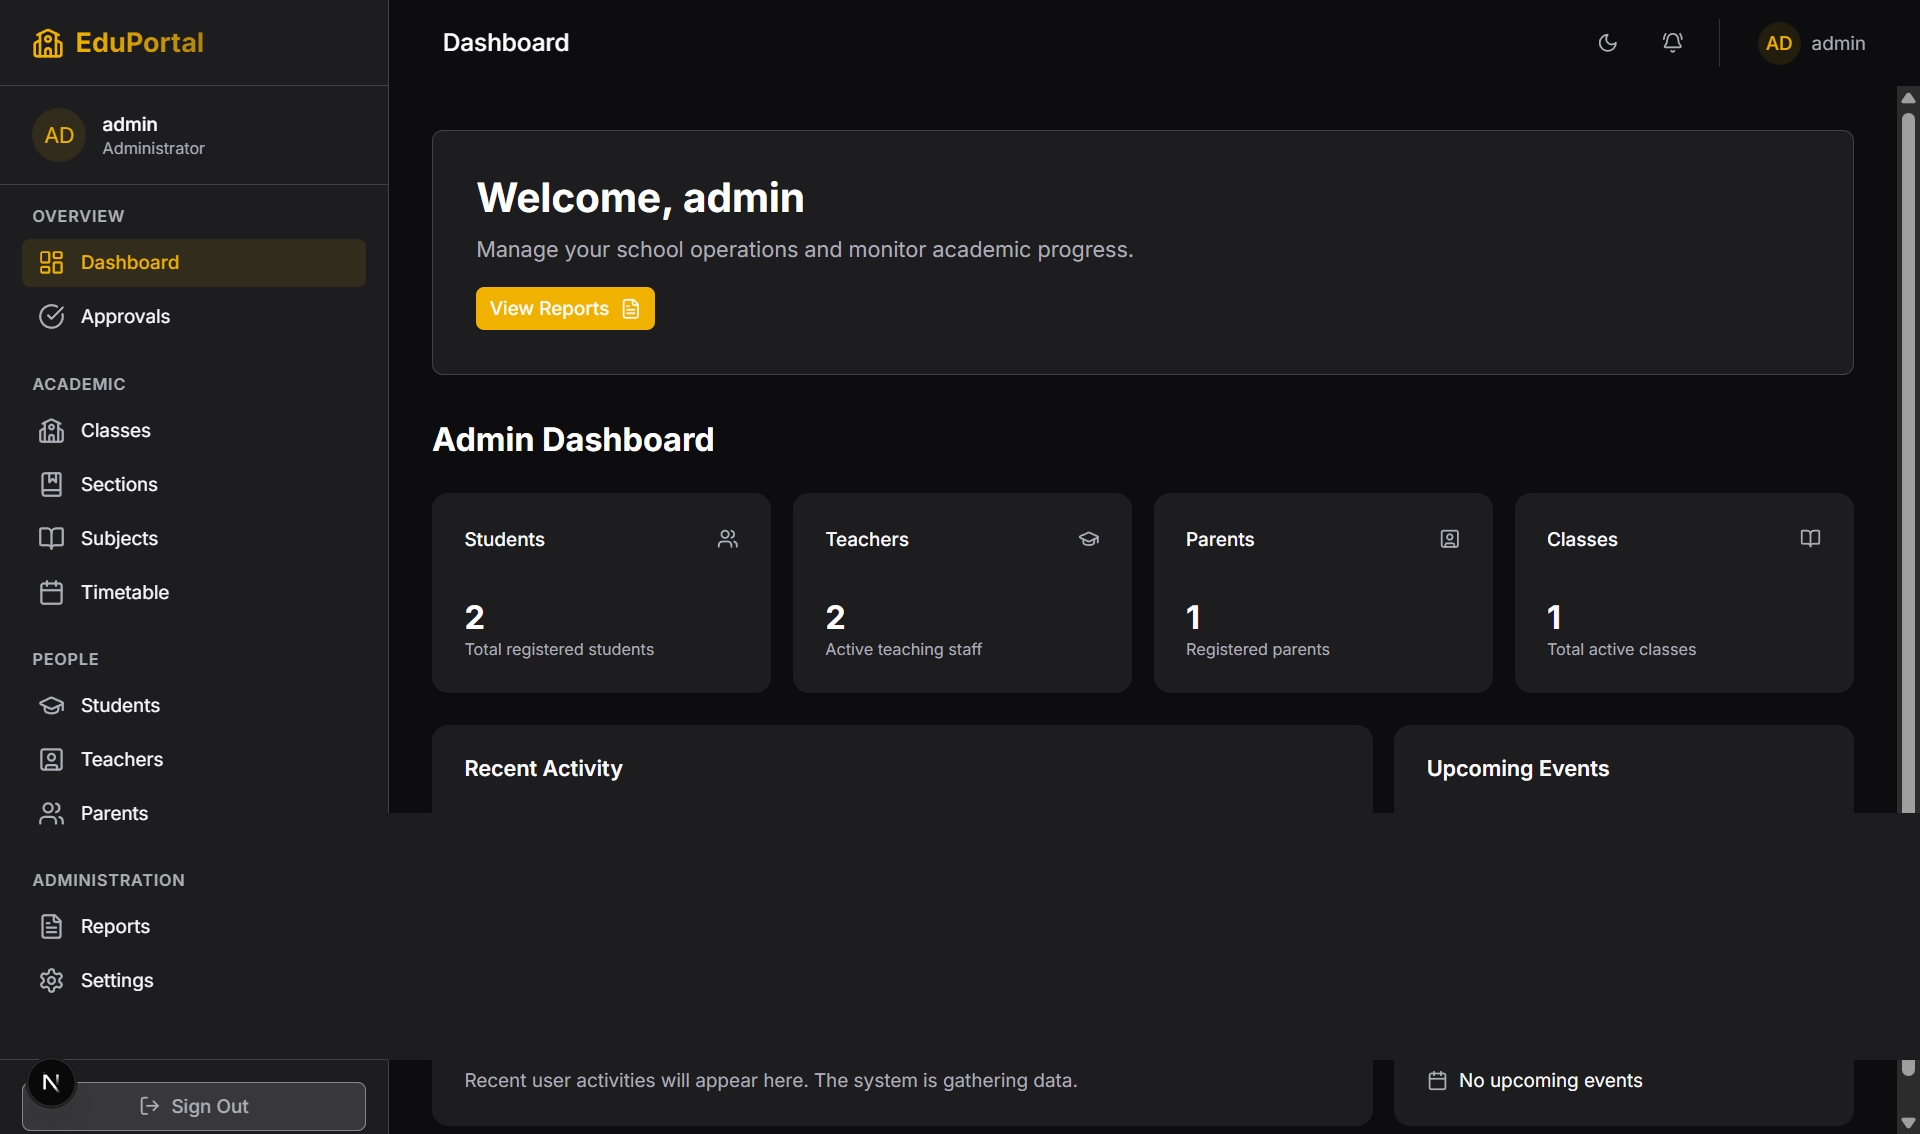 EduPortal
AD
admin
Administrator
OVERVIEW
Dashboard
Approvals
ACADEMIC
Classes
Sections
Subjects
Timetable
PEOPLE
Students
Teachers
Parents
ADMINISTRATION
Reports
Settings
N
Sign Out
Dashboard
AD admin
Welcome, admin
Manage your school operations and monitor academic progress.
View Reports
Admin Dashboard
Students
2
Total registered students
Teachers
2
Active teaching staff
Parents
1
Registered parents
Classes
1
Total active classes
Recent Activity
Recent user activities will appear here. The system is gathering data.
Upcoming Events
No upcoming events